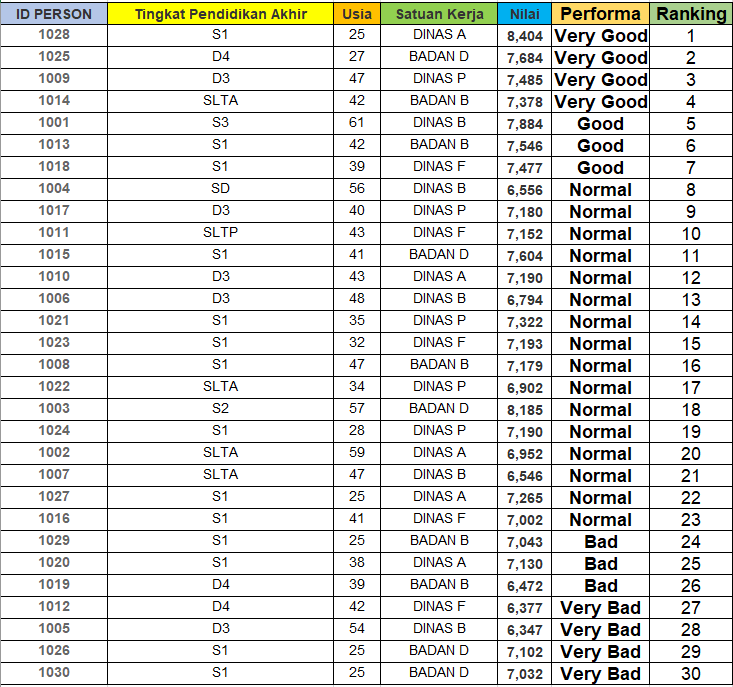 ID PERSON Tingkat Pendidikan Akhir Usia Satuan Kerja Nilai Performa Ranking
1028 S1 25 DINAS A 8,404 Very Good 1
1025 D4 27 BADAN D 7,684 Very Good 2
1009 D3 47 DINAS P 7,485 Very Good 3
1014 SLTA 42 BADAN B 7,378 Very Good 4
1001 S3 61 DINAS B 7,884 Good 5
1013 S1 42 BADAN B 7,546 Good 6
1018 S1 39 DINAS F 7,477 Good 7
1004 SD 56 DINAS B 6,556 Normal 8
1017 D3 40 DINAS P 7,180 Normal 9
1011 SLTP 43 DINAS F 7,152 Normal 10
1015 S1 41 BADAN D 7,604 Normal 11
1010 D3 43 DINAS A 7,190 Normal 12
1006 D3 48 DINAS B 6,794 Normal 13
1021 S1 35 DINAS P 7,322 Normal 14
1023 S1 32 DINAS F 7,193 Normal 15
1008 S1 47 BADAN B 7,179 Normal 16
1022 SLTA 34 DINAS P 6,902 Normal 17
1003 S2 57 BADAN D 8,185 Normal 18
1024 S1 28 DINAS P 7,190 Normal 19
1002 SLTA 59 DINAS A 6,952 Normal 20
1007 SLTA 47 DINAS B 6,546 Normal 21
1027 S1 25 DINAS A 7,265 Normal 22
1016 S1 41 DINAS F 7,002 Normal 23
1029 S1 25 BADAN B 7,043 Bad 24
1020 S1 38 DINAS A 7,130 Bad 25
1019 D4 39 BADAN B 6,472 Bad 26
1012 D4 42 DINAS F 6,377 Very Bad 27
1005 D3 54 DINAS B 6,347 Very Bad 28
1026 S1 25 BADAN D 7,102 Very Bad 29
1030 S1 25 BADAN D 7,032 Very Bad 30